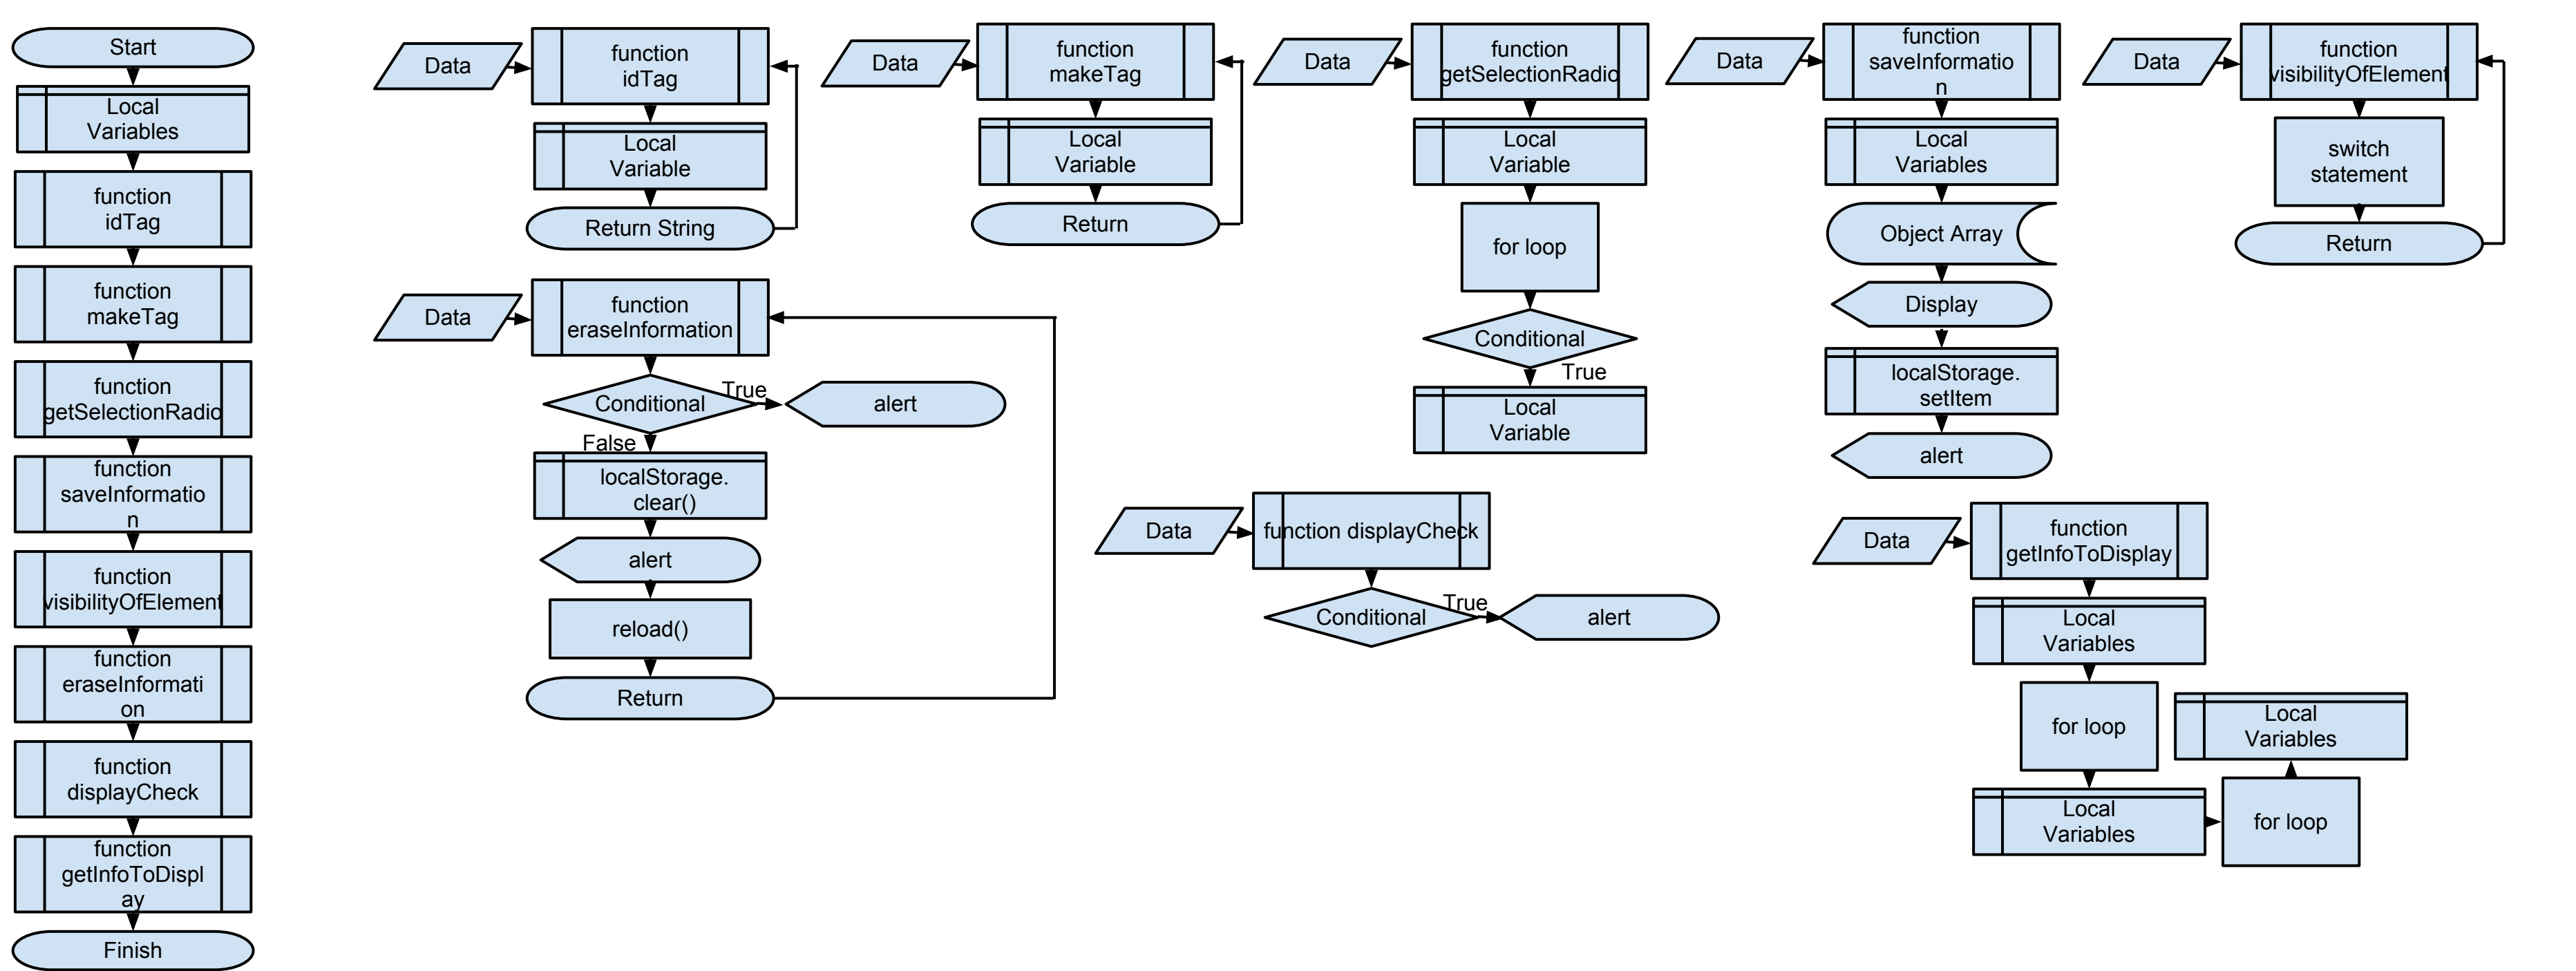 Start
Local
Variables
function
idTag
function
makeTag
function
getSelectionRadio
function
saveInformatio
n
function
visibilityOfElement
function
eraseInformati
on
function
displayCheck
function
getInfoToDispl
ay
Finish
Data
function
idTag
Local
Variable
Return String
Data
function
eraseInformation
Conditional
True
alert
False
localStorage.
clear()
alert
reload()
Return
Data
function
makeTag
Local
Variable
Return
Data
function
getSelectionRadio
Local
Variable
for loop
Conditional
True
Local
Variable
Data
function displayCheck
Conditional
True
alert
Data
function
saveInformatio
n
Local
Variables
Object Array
Display
localStorage.
setItem
alert
Data
function
visibilityOfElement
switch
statement
Return
Data
function
getInfoToDisplay
Local
Variables
for loop
Local
Variables
for loop
Local
Variables